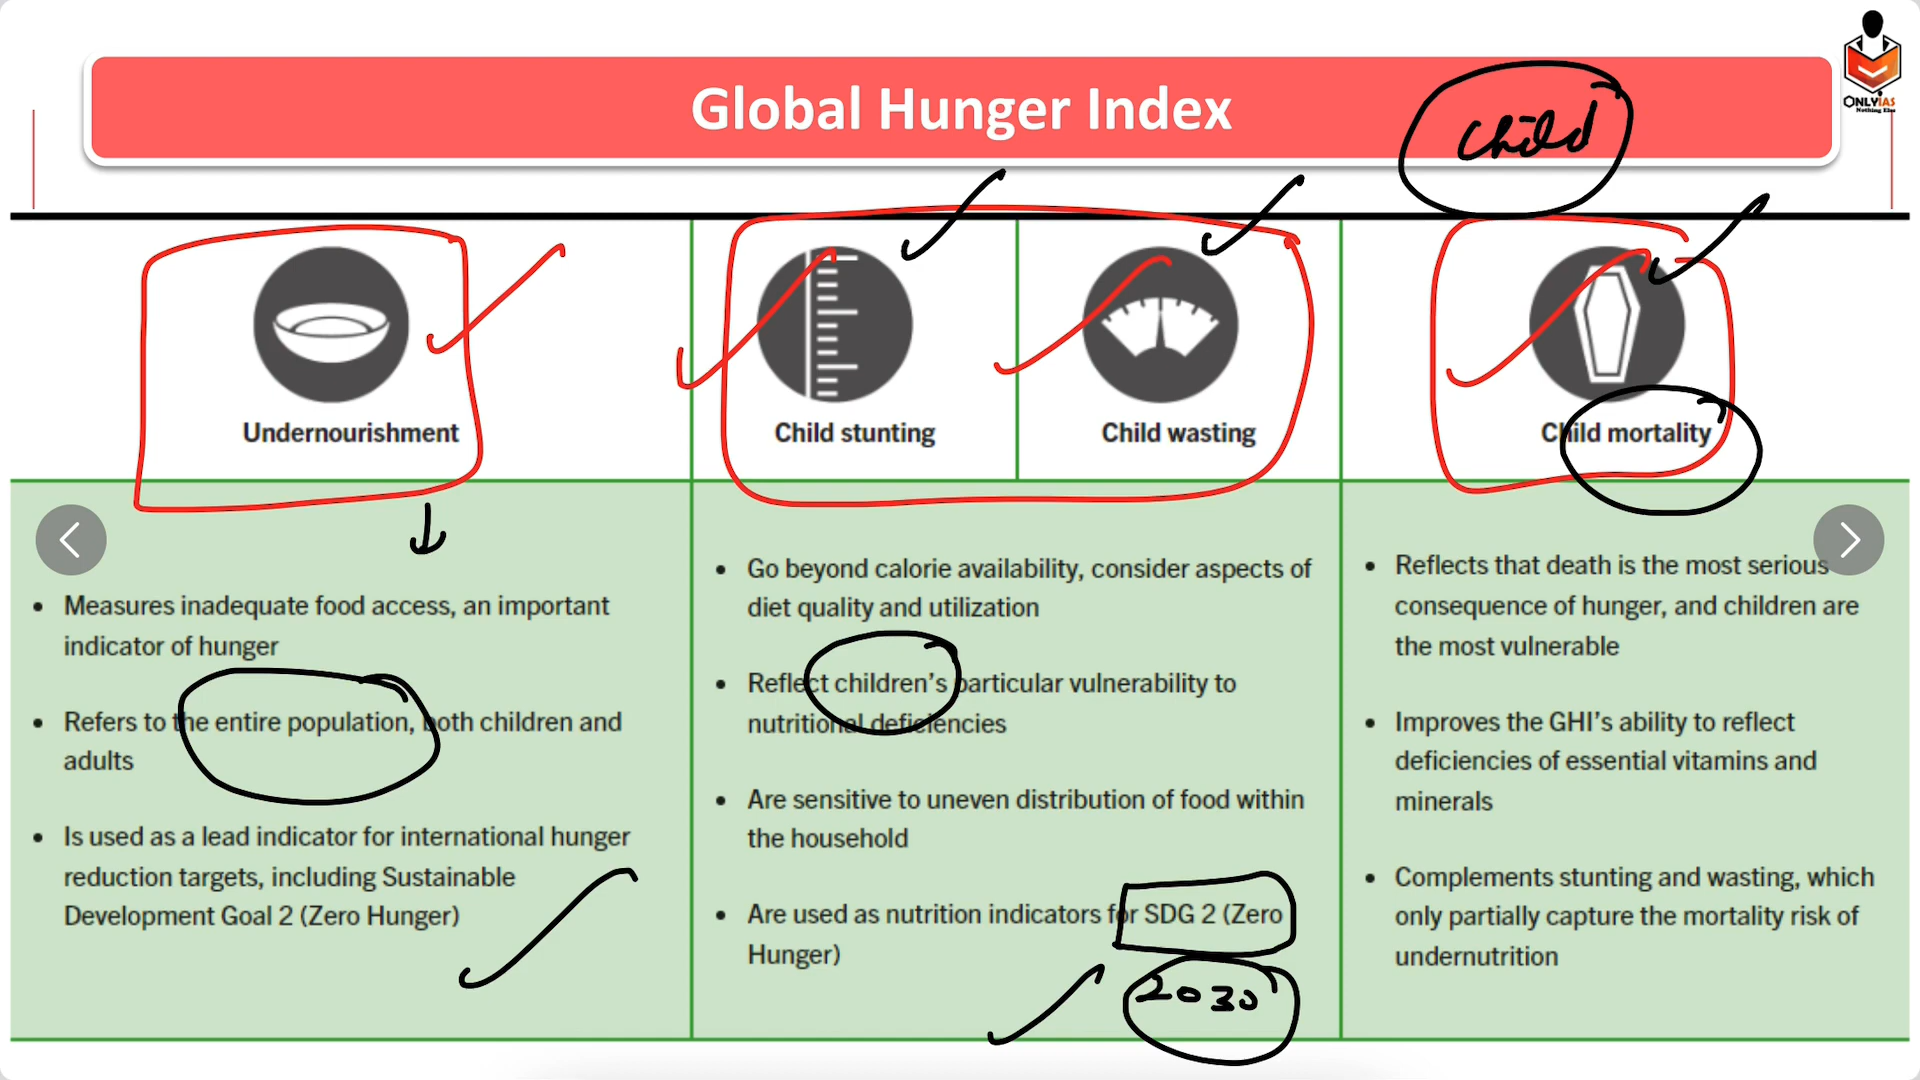 Global Hunger Index
Child
ONLYIAS
Nothing Else
Undernourishment
Child stunting
Child wasting
Child mortality
• Measures inadequate food access, an important
indicator of hunger
• Refers to the entire population, both children and
adults
• Is used as a lead indicator for international hunger
reduction targets, including Sustainable
Development Goal 2 (Zero Hunger)
• Go beyond calorie availability, consider aspects of
diet quality and utilization
• Reflect children’s particular vulnerability to
nutritional deficiencies
• Are sensitive to uneven distribution of food within
the household
• Are used as nutrition indicators for SDG 2 (Zero
Hunger)
2030
• Reflects that death is the most serious
consequence of hunger, and children are
the most vulnerable
• Improves the GHI’s ability to reflect
deficiencies of essential vitamins and
minerals
• Complements stunting and wasting, which
only partially capture the mortality risk of
undernutrition